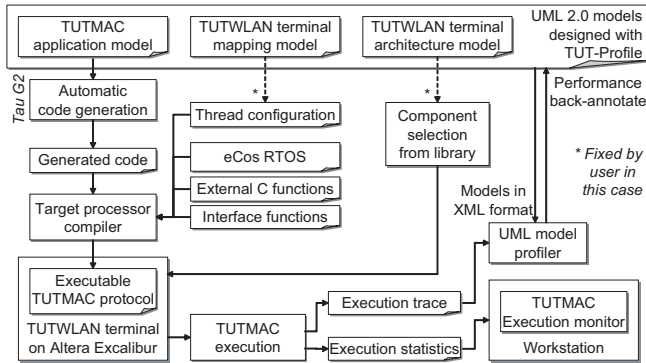 TUTMAC
application model
TUTWLAN terminal
mapping model
TUTWLAN terminal
architecture model
UML 2.0 models
designed with
TUT-Profile
Tau G2
Automatic
code generation
*
Thread configuration
*
Component
selection
from library
Performance
back-annotate
Generated code
eCos RTOS
* Fixed by
user in
this case
External C functions
Target processor
compiler
Interface functions
Models in
XML format
UML model
profiler
Executable
TUTMAC protocol
TUTWLAN terminal
on Altera Excalibur
TUTMAC
execution
Execution trace
Execution statistics
TUTMAC
Execution monitor
Workstation